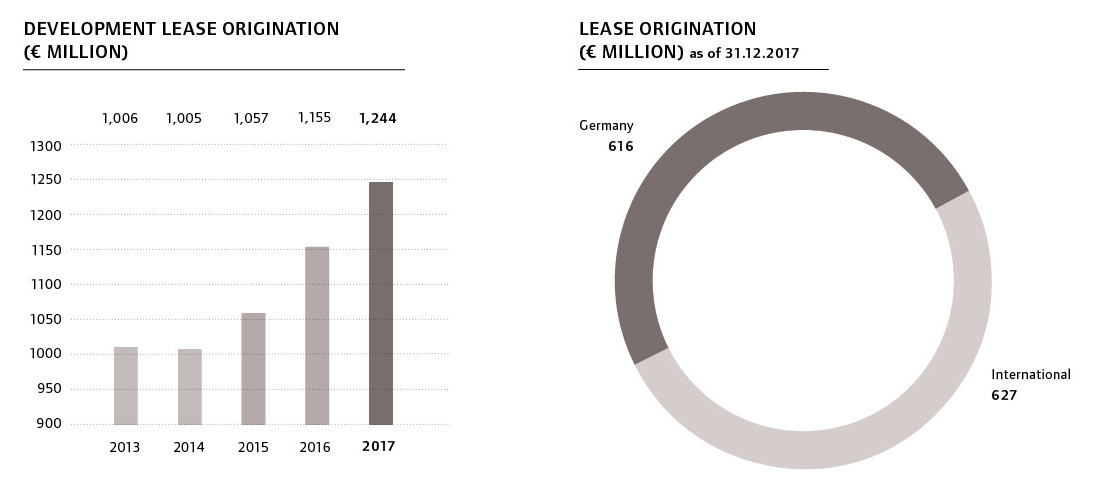 DEVELOPMENT LEASE ORIGINATION
(€ MILLION)
1,006 1,005 1,057 1,155 1,244
1300
1250
1200
1150
1100
1050
1000
950
900
2013 2014 2015 2016 2017
LEASE ORIGINATION
(€ MILLION) as of 31.12.2017
Germany
616
International
627